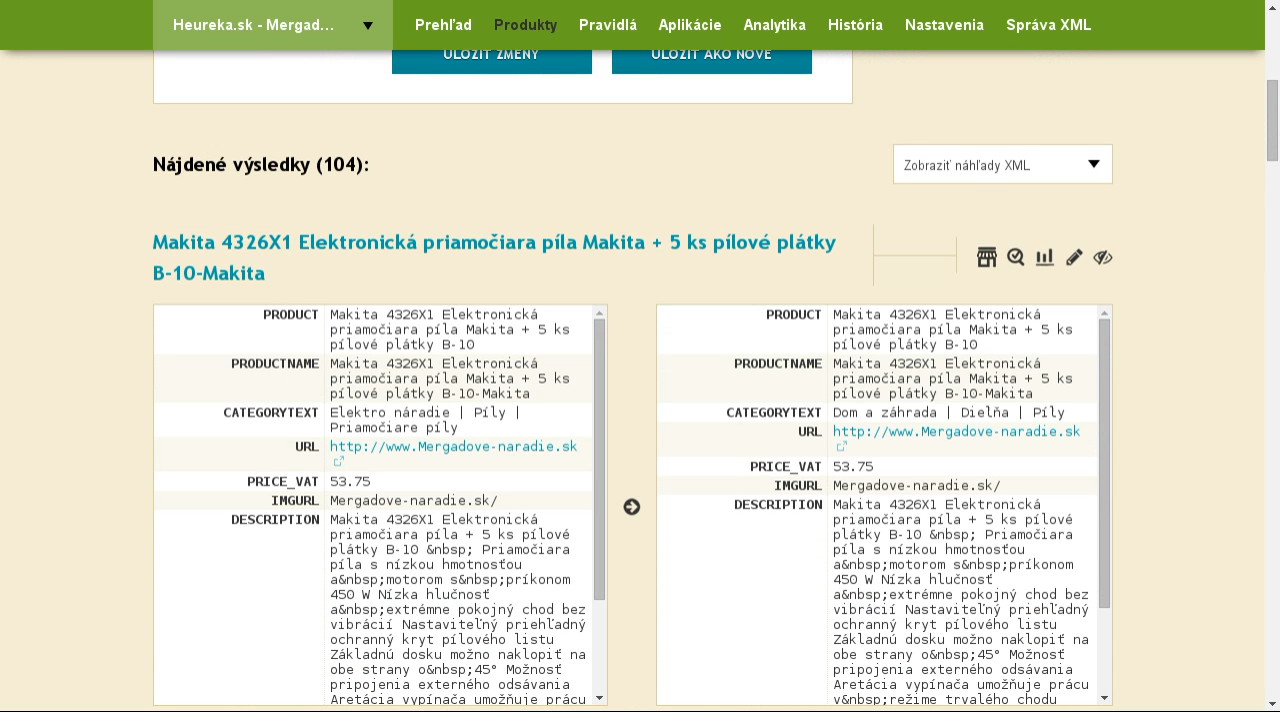 Heureka.sk - Mergad...
Prehľad
Produkty
Pravidlá
Aplikácie
Analytika
História
Nastavenia
Správa XML
ULOŽIŤ ZMENY
ULOŽIŤ AKO NOVÉ
Nájdené výsledky (104):
Zobraziť náhľady XML
Makita 4326X1 Elektronická priamočiara píla Makita + 5 ks pílové plátky
B-10-Makita
PRODUCT Makita 4326X1 Elektronická
priamočiara píla Makita + 5 ks
pílové plátky B-10
PRODUCTNAME Makita 4326X1 Elektronická
priamočiara píla Makita + 5 ks
pílové plátky B-10-Makita
CATEGORYTEXT Elektro náradie | Píly |
Priamočiare píly
URL http://www.Mergadove-naradie.sk
PRICE_VAT 53.75
IMGURL Mergadove-naradie.sk/
DESCRIPTION Makita 4326X1 Elektronická
priamočiara píla + 5 ks pílové
plátky B-10 &nbsp; Priamočiara
píla s nízkou hmotnosťou
a&nbsp;motorom s&nbsp;príkonom
450 W Nízka hlučnosť
a&nbsp;extrémne pokojný chod bez
vibrácií Nastaviteľný priehľadný
ochranný kryt pílového listu
Základnú dosku možno naklopiť na
obe strany o&nbsp;45° Možnosť
pripojenia externého odsávania
Aretácia vypínača umožňuje prácu
PRODUCT Makita 4326X1 Elektronická
priamočiara píla Makita + 5 ks
pílové plátky B-10
PRODUCTNAME Makita 4326X1 Elektronická
priamočiara píla Makita + 5 ks
pílové plátky B-10-Makita
CATEGORYTEXT Dom a záhrada | Dielňa | Píly
URL http://www.Mergadove-naradie.sk
PRICE_VAT 53.75
IMGURL Mergadove-naradie.sk/
DESCRIPTION Makita 4326X1 Elektronická
priamočiara píla + 5 ks pílové
plátky B-10 &nbsp; Priamočiara
píla s nízkou hmotnosťou
a&nbsp;motorom s&nbsp;príkonom
450 W Nízka hlučnosť
a&nbsp;extrémne pokojný chod bez
vibrácií Nastaviteľný priehľadný
ochranný kryt pílového listu
Základnú dosku možno naklopiť na
obe strany o&nbsp;45° Možnosť
pripojenia externého odsávania
Aretácia vypínača umožňuje prácu
v&nbsp;režime trvalého chodu